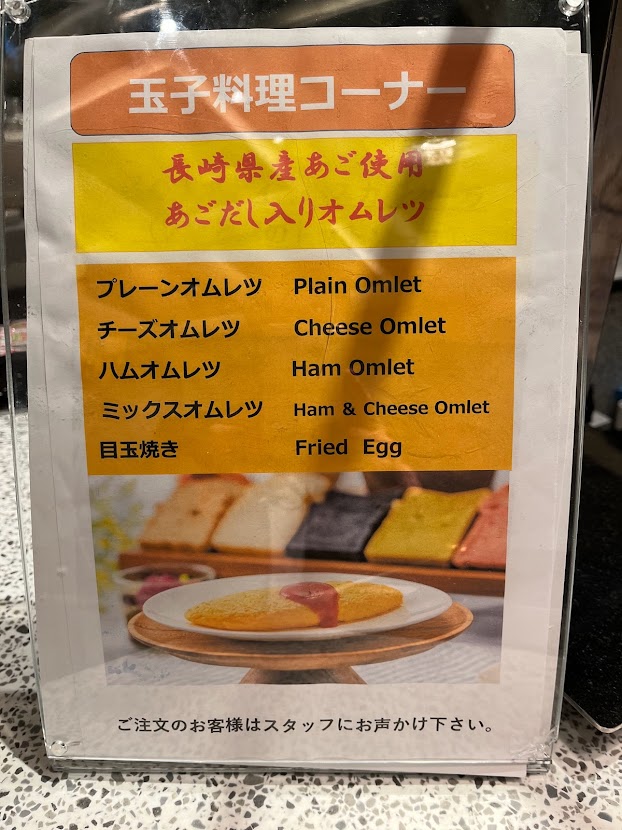 玉子料理コーナー
長崎県産あご使用
あごだし入りオムレツ
プレーンオムレツ Plain Omlet
チーズオムレツ Cheese Omlet
ハムオムレツ Ham Omlet
ミックスオムレツ Ham & Cheese Omlet
目玉焼き Fried Egg
ご注文のお客様はスタッフにお声かけ下さい。